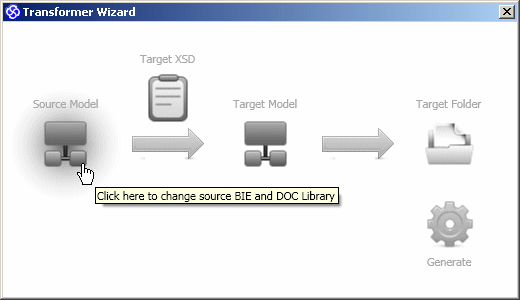 Transformer Wizard
Target XSD
Source Model
Target Model
Target Folder
Click here to change source BIE and DOC Library
Generate